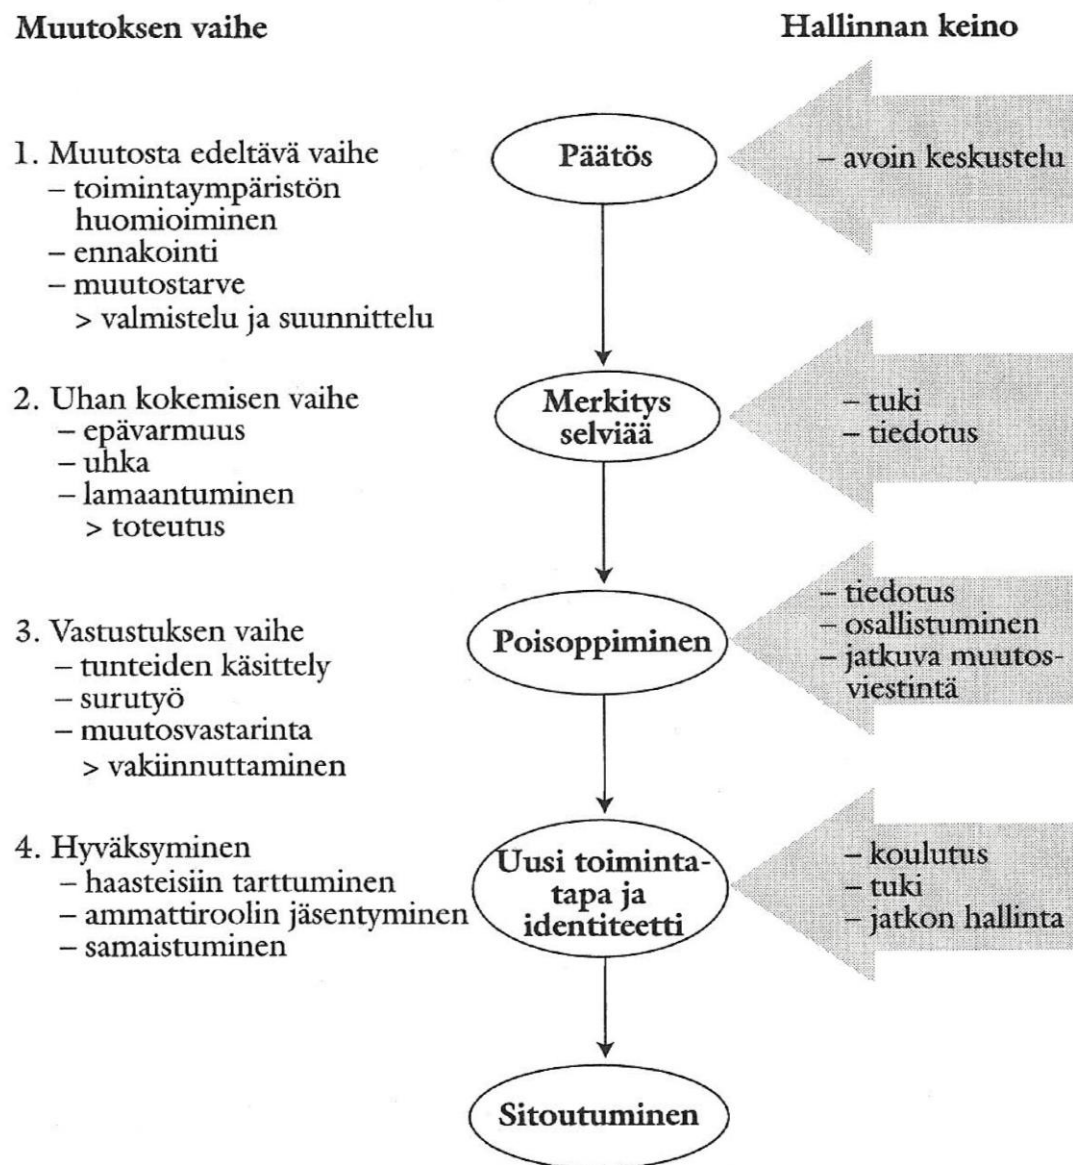 Muutoksen vaihe
Hallinnan keino
1. Muutosta edeltävä vaihe
– toimintaympäristön
huomioiminen
– ennakointi
– muutostarve
> valmistelu ja suunnittelu
Päätös
– avoin keskustelu
2. Uhan kokemisen vaihe
– epävarmuus
– uhka
– lamaantuminen
> toteutus
Merkitys
selviää
– tuki
– tiedotus
3. Vastustuksen vaihe
– tunteiden käsittely
– surutyö
– muutosvastarinta
> vakiinnuttaminen
Poisoppiminen
– tiedotus
– osallistuminen
– jatkuva muutos-
viestintä
4. Hyväksyminen
– haasteisiin tarttuminen
– ammattiroolin jäsentyminen
– samaistuminen
Uusi toiminta-
tapa ja
identiteetti
– koulutus
– tuki
– jatkon hallinta
Sitoutuminen